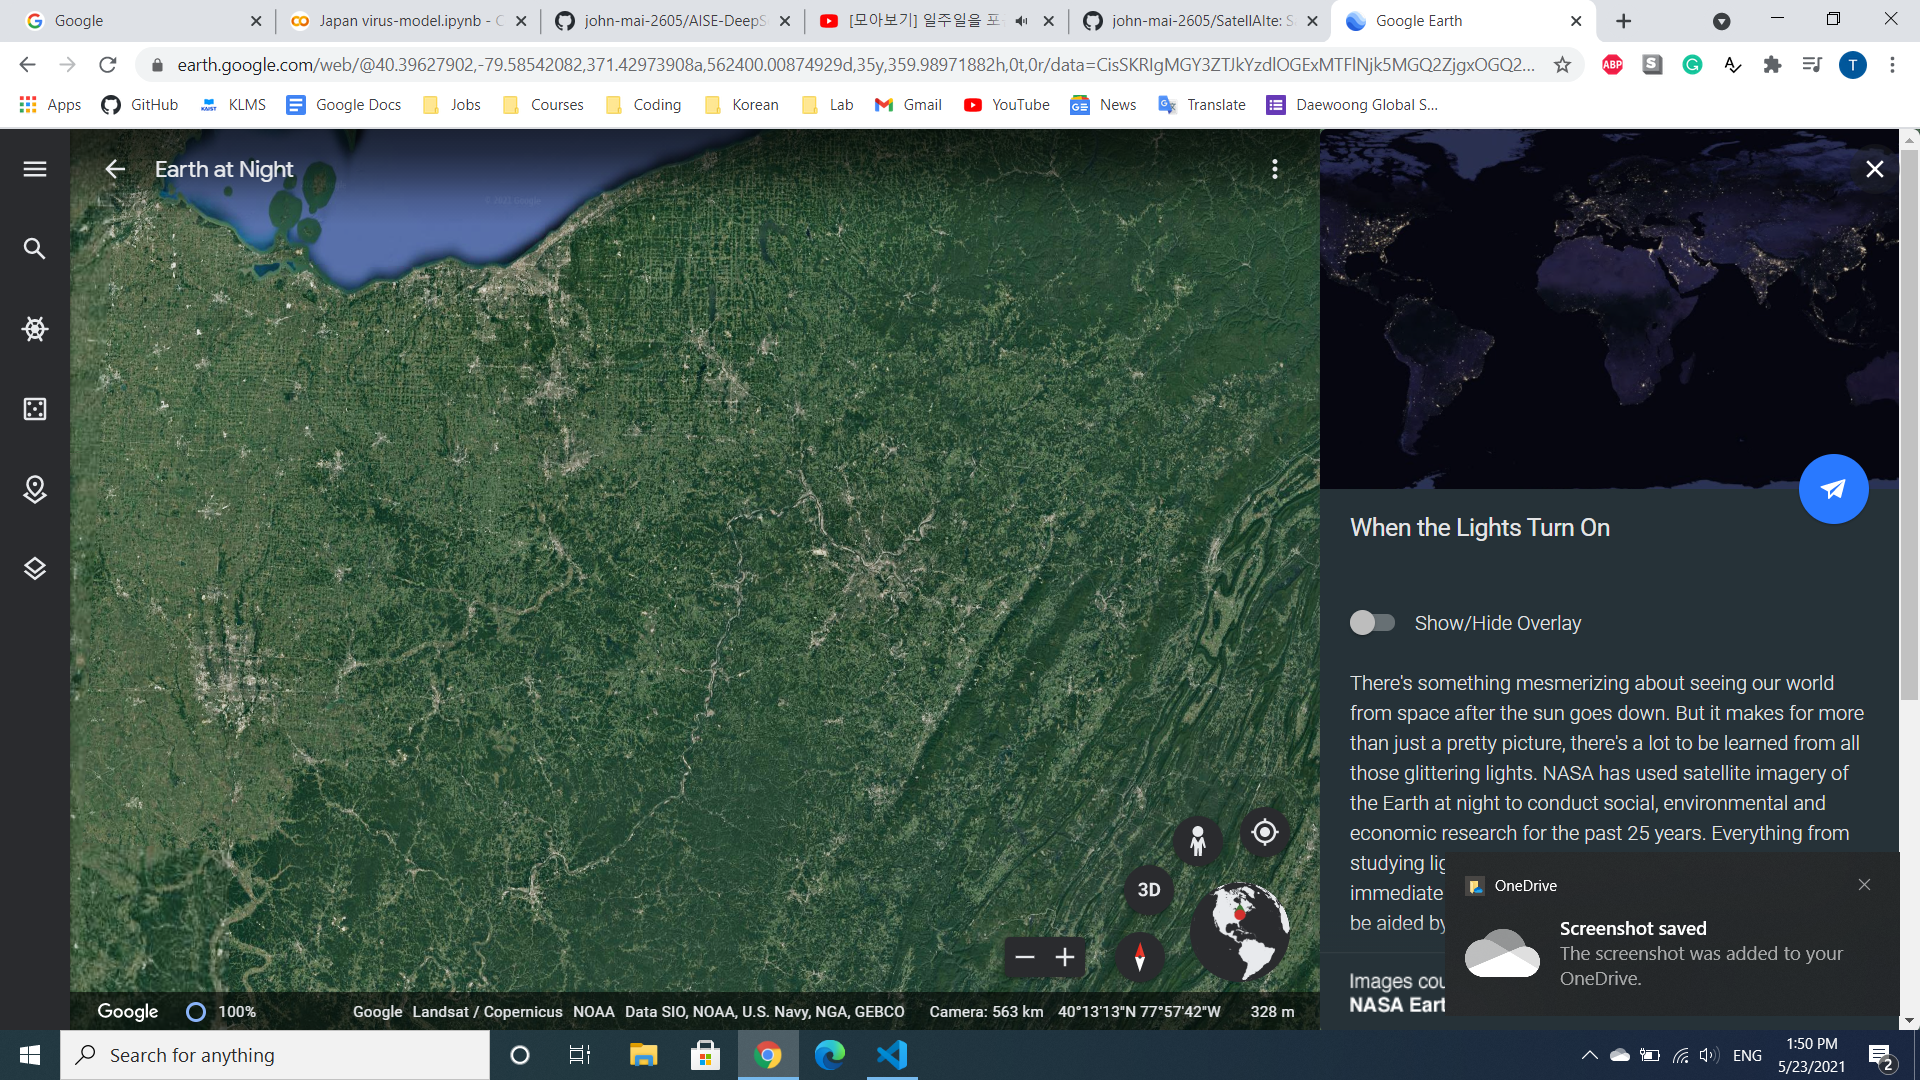 Google
Japan virus-model.ipynb - C
john-mai-2605/AISE-DeepS
[모아보기] 일주일을 포
john-mai-2605/SatellAIte: S
Google Earth
earth.google.com/web/@40.39627902,-79.58542082,371.42973908a,562400.00874929d,35y,359.98971882h,0t,0r/data=CisSKRIgMGY3ZTJkYzdlOGExMTFlNjk5MGQ2ZjgxOGQ2...
ABP
T
Apps
GitHub
KLMS
Google Docs
Jobs
Courses
Coding
Korean
Lab
Gmail
YouTube
News
Translate
Daewoong Global S...
Earth at Night
When the Lights Turn On
Show/Hide Overlay
There's something mesmerizing about seeing our world
from space after the sun goes down. But it makes for more
than just a pretty picture, there's a lot to be learned from all
those glittering lights. NASA has used satellite imagery of
the Earth at night to conduct social, environmental and
economic research for the past 25 years. Everything from
studying lig
immediate
be aided by
Images cou
NASA Eart
OneDrive
Screenshot saved
The screenshot was added to your
OneDrive.
3D
Google
100%
Google Landsat / Copernicus NOAA Data SIO, NOAA, U.S. Navy, NGA, GEBCO
Camera: 563 km
40°13'13"N 77°57'42"W
328 m
Search for anything
ENG
1:50 PM
5/23/2021
2